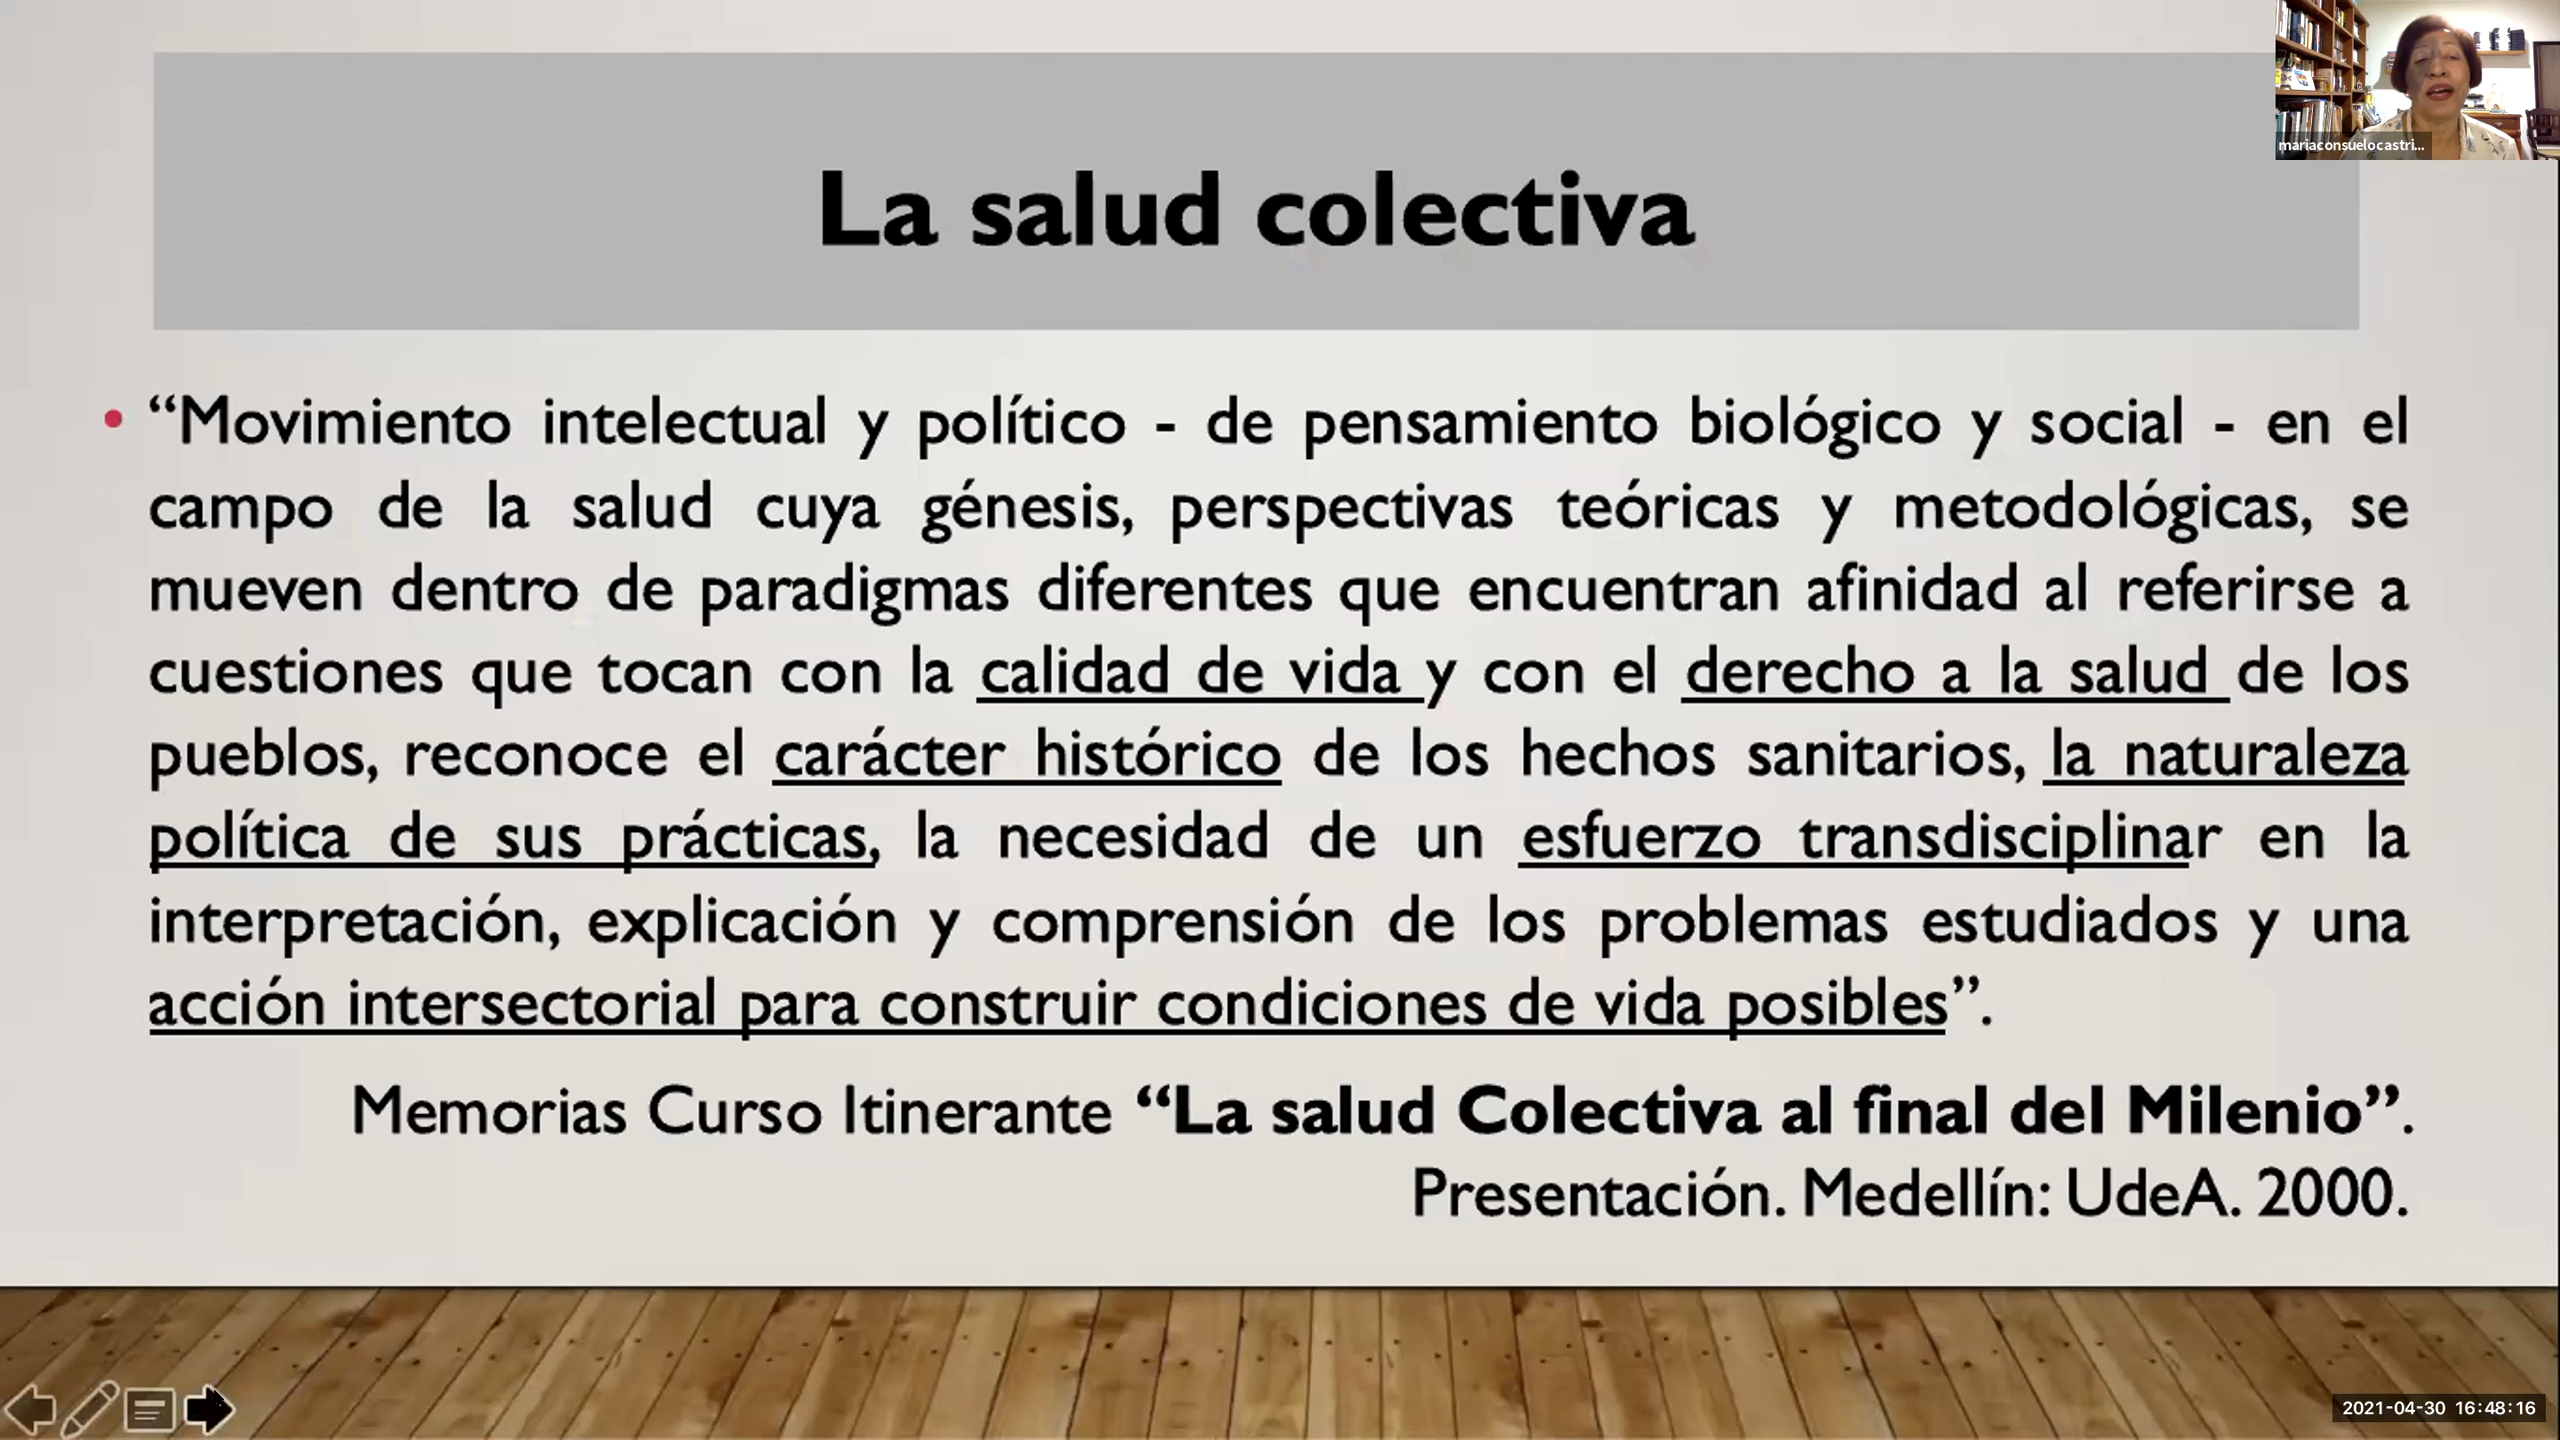 mariaconsuelocastri...
La salud colectiva
• “Movimiento intelectual y político - de pensamiento biológico y social - en el
campo de la salud cuya génesis, perspectivas teóricas y metodológicas, se
mueven dentro de paradigmas diferentes que encuentran afinidad al referirse a
cuestiones que tocan con la calidad de vida y con el derecho a la salud de los
pueblos, reconoce el carácter histórico de los hechos sanitarios, la naturaleza
política de sus prácticas, la necesidad de un esfuerzo transdisciplinar en la
interpretación, explicación y comprensión de los problemas estudiados y una
acción intersectorial para construir condiciones de vida posibles”.
Memorias Curso Itinerante “La salud Colectiva al final del Milenio”.
Presentación. Medellín: UdeA. 2000.
2021-04-30 16:48:16